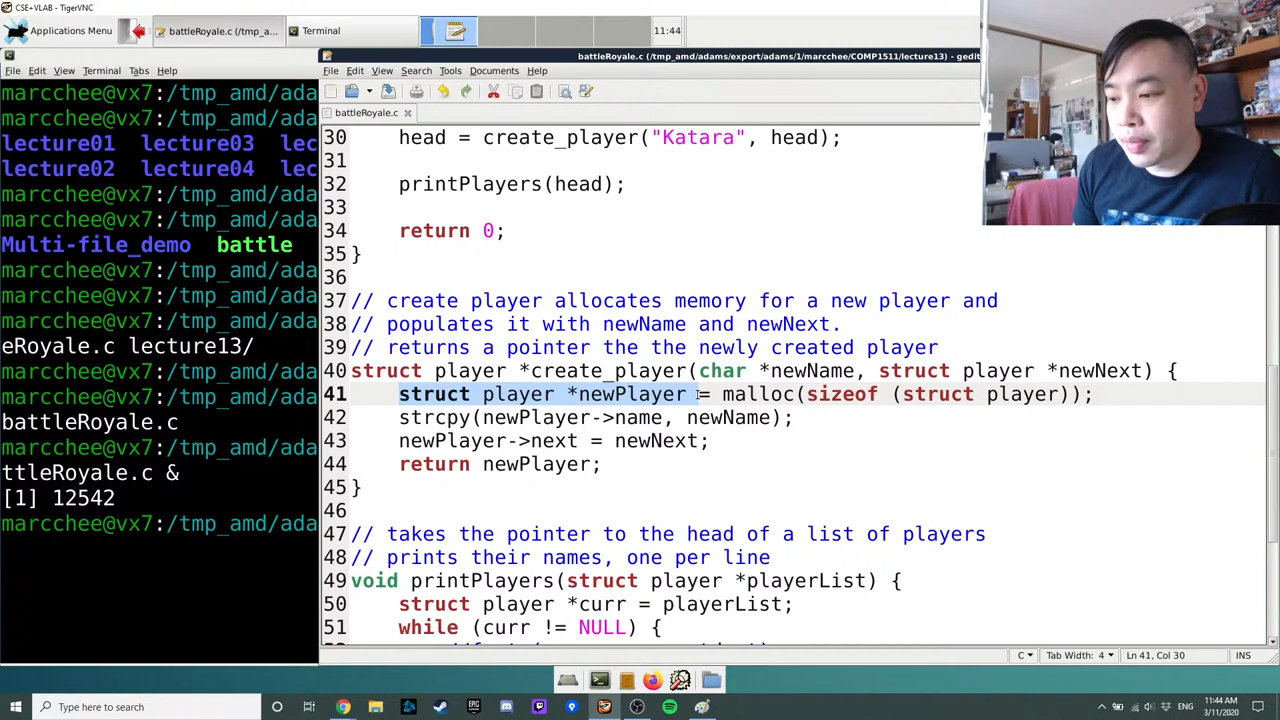 CSE+VLAB - TigerVNC
Applications Menu
battleRoyale.c (/tmp_a...
Terminal
11:44
File Edit View Terminal Tabs Help
marcchee@vx7:/tmp_amd/ada
marcchee@vx7:/tmp_amd/ada
lecture01 lecture03 lec
lecture02 lecture04 lec
marcchee@vx7:/tmp_amd/ada
marcchee@vx7:/tmp_amd/ada
Multi-file_demo battle
marcchee@vx7:/tmp_amd/ada
marcchee@vx7:/tmp_amd/ada
marcchee@vx7:/tmp_amd/ada
eRoyale.c lecture13/
marcchee@vx7:/tmp_amd/ada
battleRoyale.c
marcchee@vx7:/tmp_amd/ada
ttleRoyale.c &
[1] 12542
marcchee@vx7:/tmp_amd/ada
battleRoyale.c (/tmp_amd/adams/export/adams/1/marcchee/COMP1511/lecture13) - gedit
File Edit View Search Tools Documents Help
battleRoyale.c
30 head = create_player("Katara", head);
31
32 printPlayers(head);
33
34 return 0;
35 }
36
37 // create player allocates memory for a new player and
38 // populates it with newName and newNext.
39 // returns a pointer the the newly created player
40 struct player *create_player(char *newName, struct player *newNext) {
41 struct player *newPlayer = malloc(sizeof (struct player));
42 strcpy(newPlayer->name, newName);
43 newPlayer->next = newNext;
44 return newPlayer;
45 }
46
47 // takes the pointer to the head of a list of players
48 // prints their names, one per line
49 void printPlayers(struct player *playerList) {
50 struct player *curr = playerList;
51 while (curr != NULL) {
C Tab Width: 4 Ln 41, Col 30 INS
Type here to search
EPIC
11:44 AM
3/11/2020